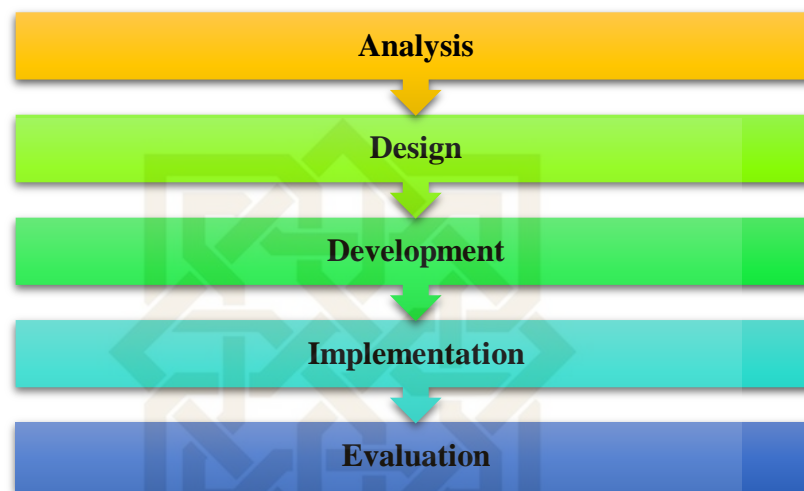 Analysis
Design
Development
Implementation
Evaluation